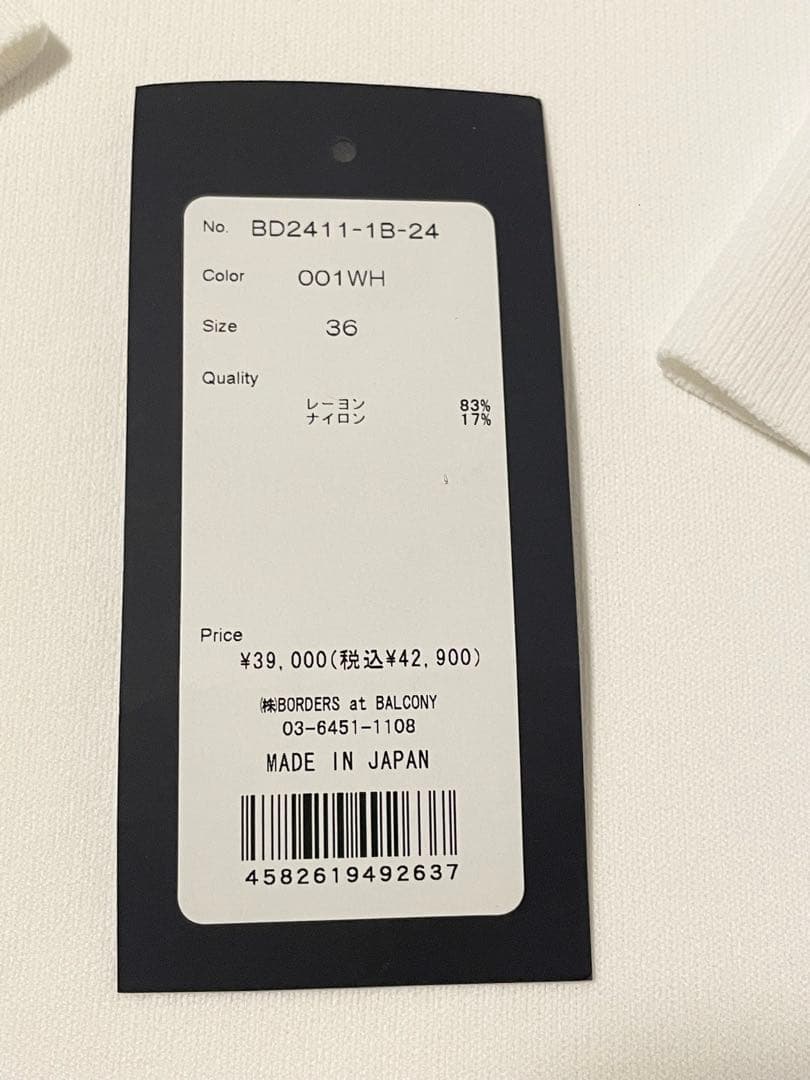 No. BD2411-1B-24
Color 001WH
Size 36
Quality
レーヨン 83%
ナイロン 17%
Price
¥39,000(税込¥42,900)
㈱BORDERS at BALCONY
03-6451-1108
MADE IN JAPAN
4582619492637